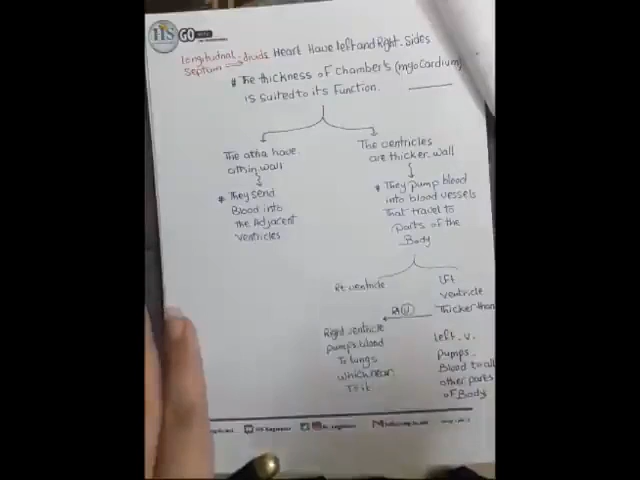 HS GO
Longitudnal
Septum → divids Heart Have left and Right Sides
* The thickness of Chamber's (myocardium)
is suited to its Function.
The atria have
a thin wall
* They send
Blood into
the Adjacent
ventricles
The ventricles
are thicker wall
* They pump blood
into blood vessels
That travel to
parts of the
Body
Rt ventricle
Lft
ventricle
Thicker than
Right ventricle
pumps blood
To lungs
which near
To it
Left. v.
pumps
Blood to all
other parts
of Body